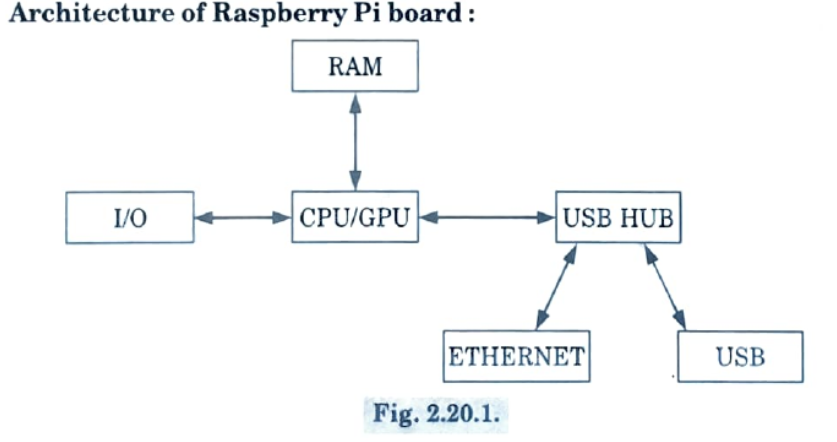 Architecture of Raspberry Pi board :
RAM
I/O
CPU/GPU
USB HUB
ETHERNET
USB
Fig. 2.20.1.